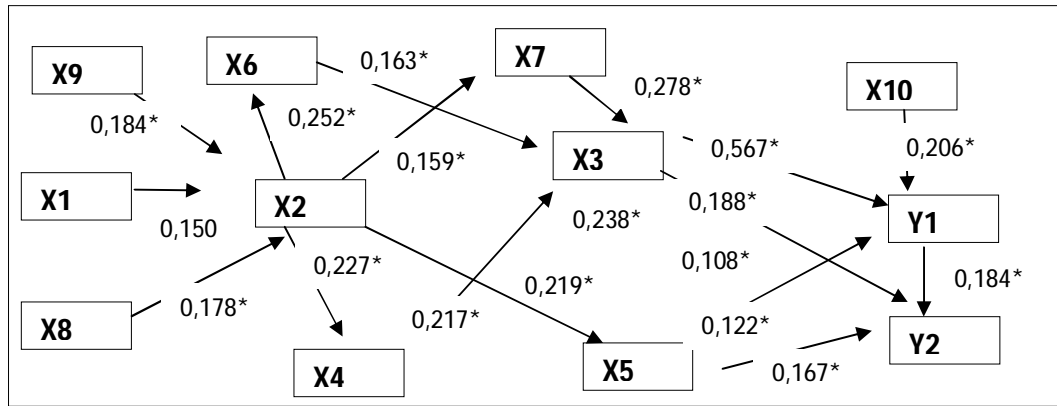 X9
X6
0,163*
X7
X10
0,184*
0,252*
0,278*
0,159*
X3
0,567*
0,206*
X1
X2
0,150
0,238*
0,188*
Y1
0,227*
0,108*
0,178*
0,219*
0,184*
0,217*
X8
0,122*
Y2
X4
X5
0,167*